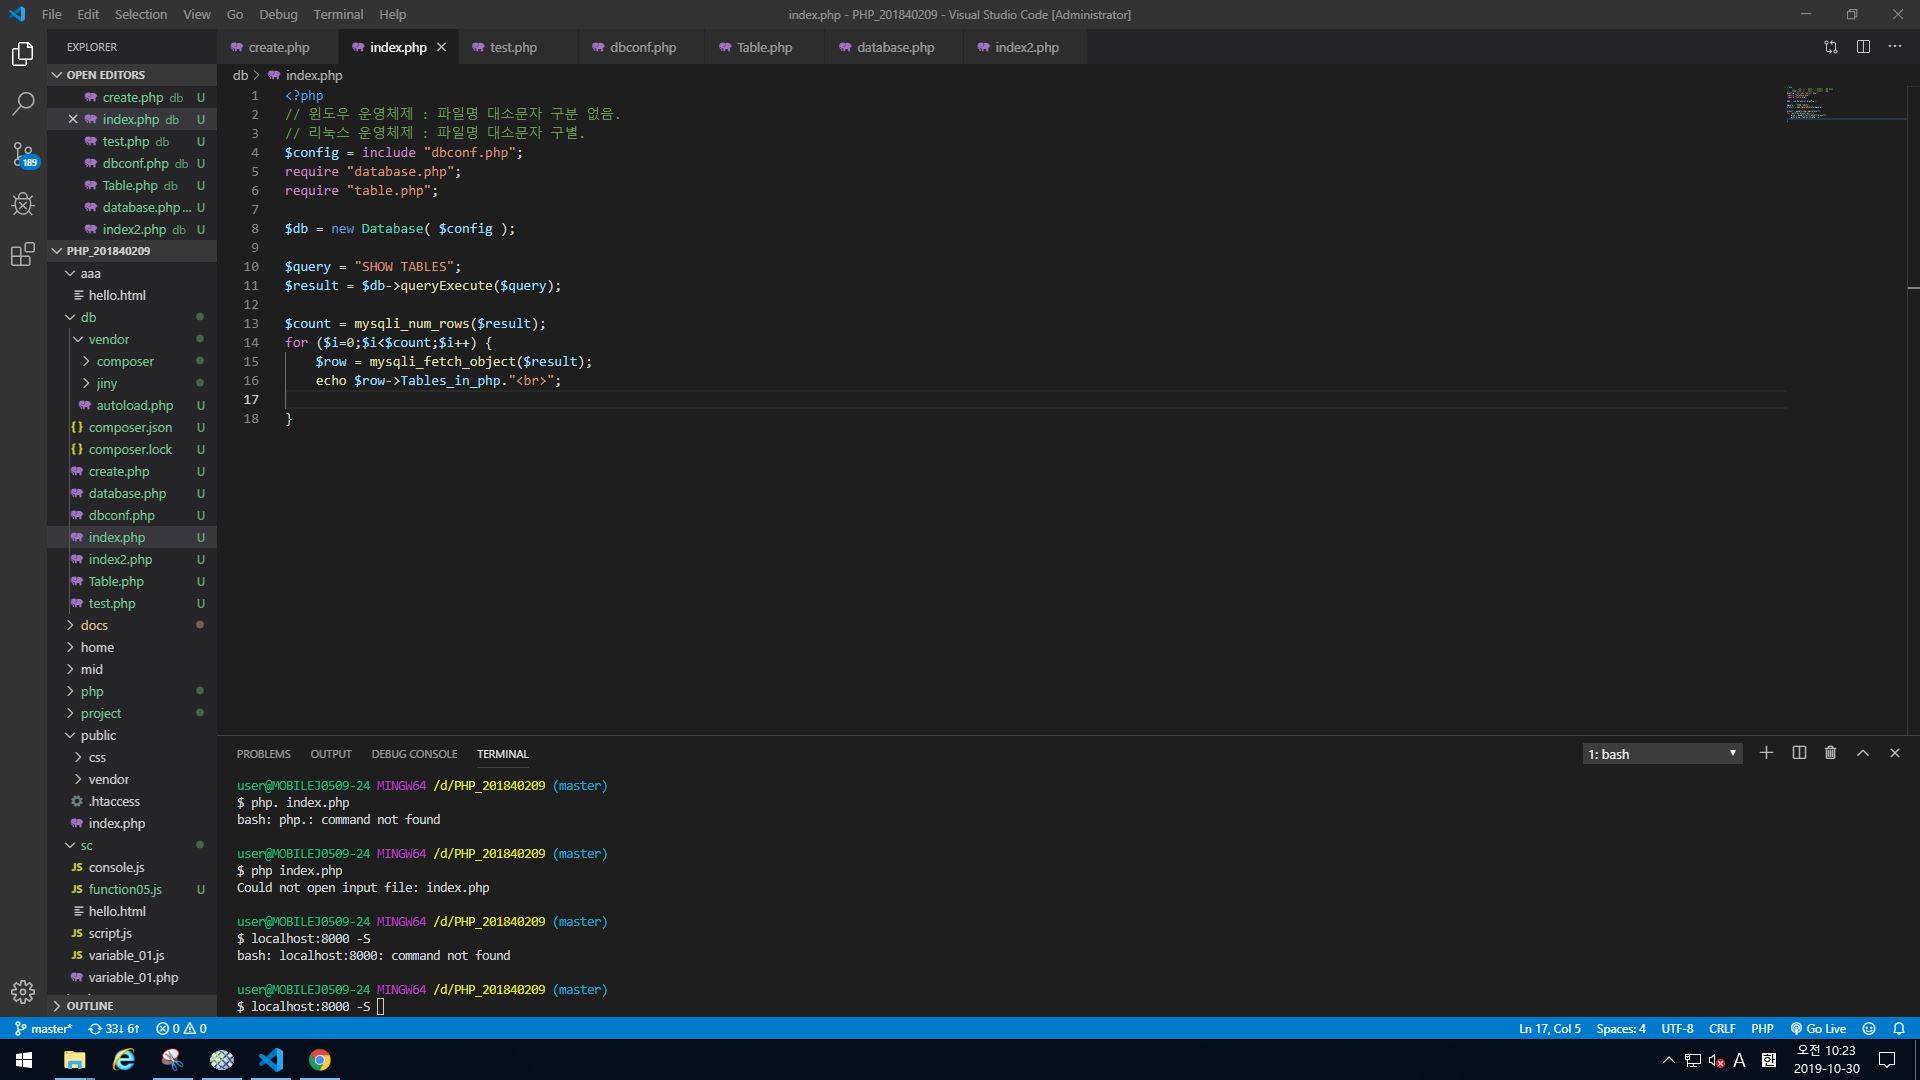 File Edit Selection View Go Debug Terminal Help
index.php - PHP_201840209 - Visual Studio Code [Administrator]
EXPLORER
create.php
index.php
test.php
dbconf.php
Table.php
database.php
index2.php
OPEN EDITORS
create.php db U
index.php db U
test.php db U
dbconf.php db U
Table.php db U
database.php... U
index2.php db U
PHP_201840209
aaa
hello.html
db
vendor
composer
jiny
autoload.php U
composer.json U
composer.lock U
create.php U
database.php U
dbconf.php U
index.php U
index2.php U
Table.php U
test.php U
docs
home
mid
php
project
public
css
vendor
.htaccess
index.php
sc
console.js
function05.js U
hello.html
script.js
variable_01.js
variable_01.php
OUTLINE
189
db > index.php
1 <?php
2 // 윈도우 운영체제 : 파일명 대소문자 구분 없음.
3 // 리눅스 운영체제 : 파일명 대소문자 구별.
4 $config = include "dbconf.php";
5 require "database.php";
6 require "table.php";
7
8 $db = new Database( $config );
9
10 $query = "SHOW TABLES";
11 $result = $db->queryExecute($query);
12
13 $count = mysqli_num_rows($result);
14 for ($i=0;$i<$count;$i++) {
15 $row = mysqli_fetch_object($result);
16 echo $row->Tables_in_php."<br>";
17
18 }
PROBLEMS OUTPUT DEBUG CONSOLE TERMINAL
1: bash
user@MOBILEJ0509-24 MINGW64 /d/PHP_201840209 (master)
$ php. index.php
bash: php.: command not found
user@MOBILEJ0509-24 MINGW64 /d/PHP_201840209 (master)
$ php index.php
Could not open input file: index.php
user@MOBILEJ0509-24 MINGW64 /d/PHP_201840209 (master)
$ localhost:8000 -S
bash: localhost:8000: command not found
user@MOBILEJ0509-24 MINGW64 /d/PHP_201840209 (master)
$ localhost:8000 -S
master* 33↓ 6↑ 0 0
Ln 17, Col 5 Spaces: 4 UTF-8 CRLF PHP Go Live
A 한
오전 10:23
2019-10-30